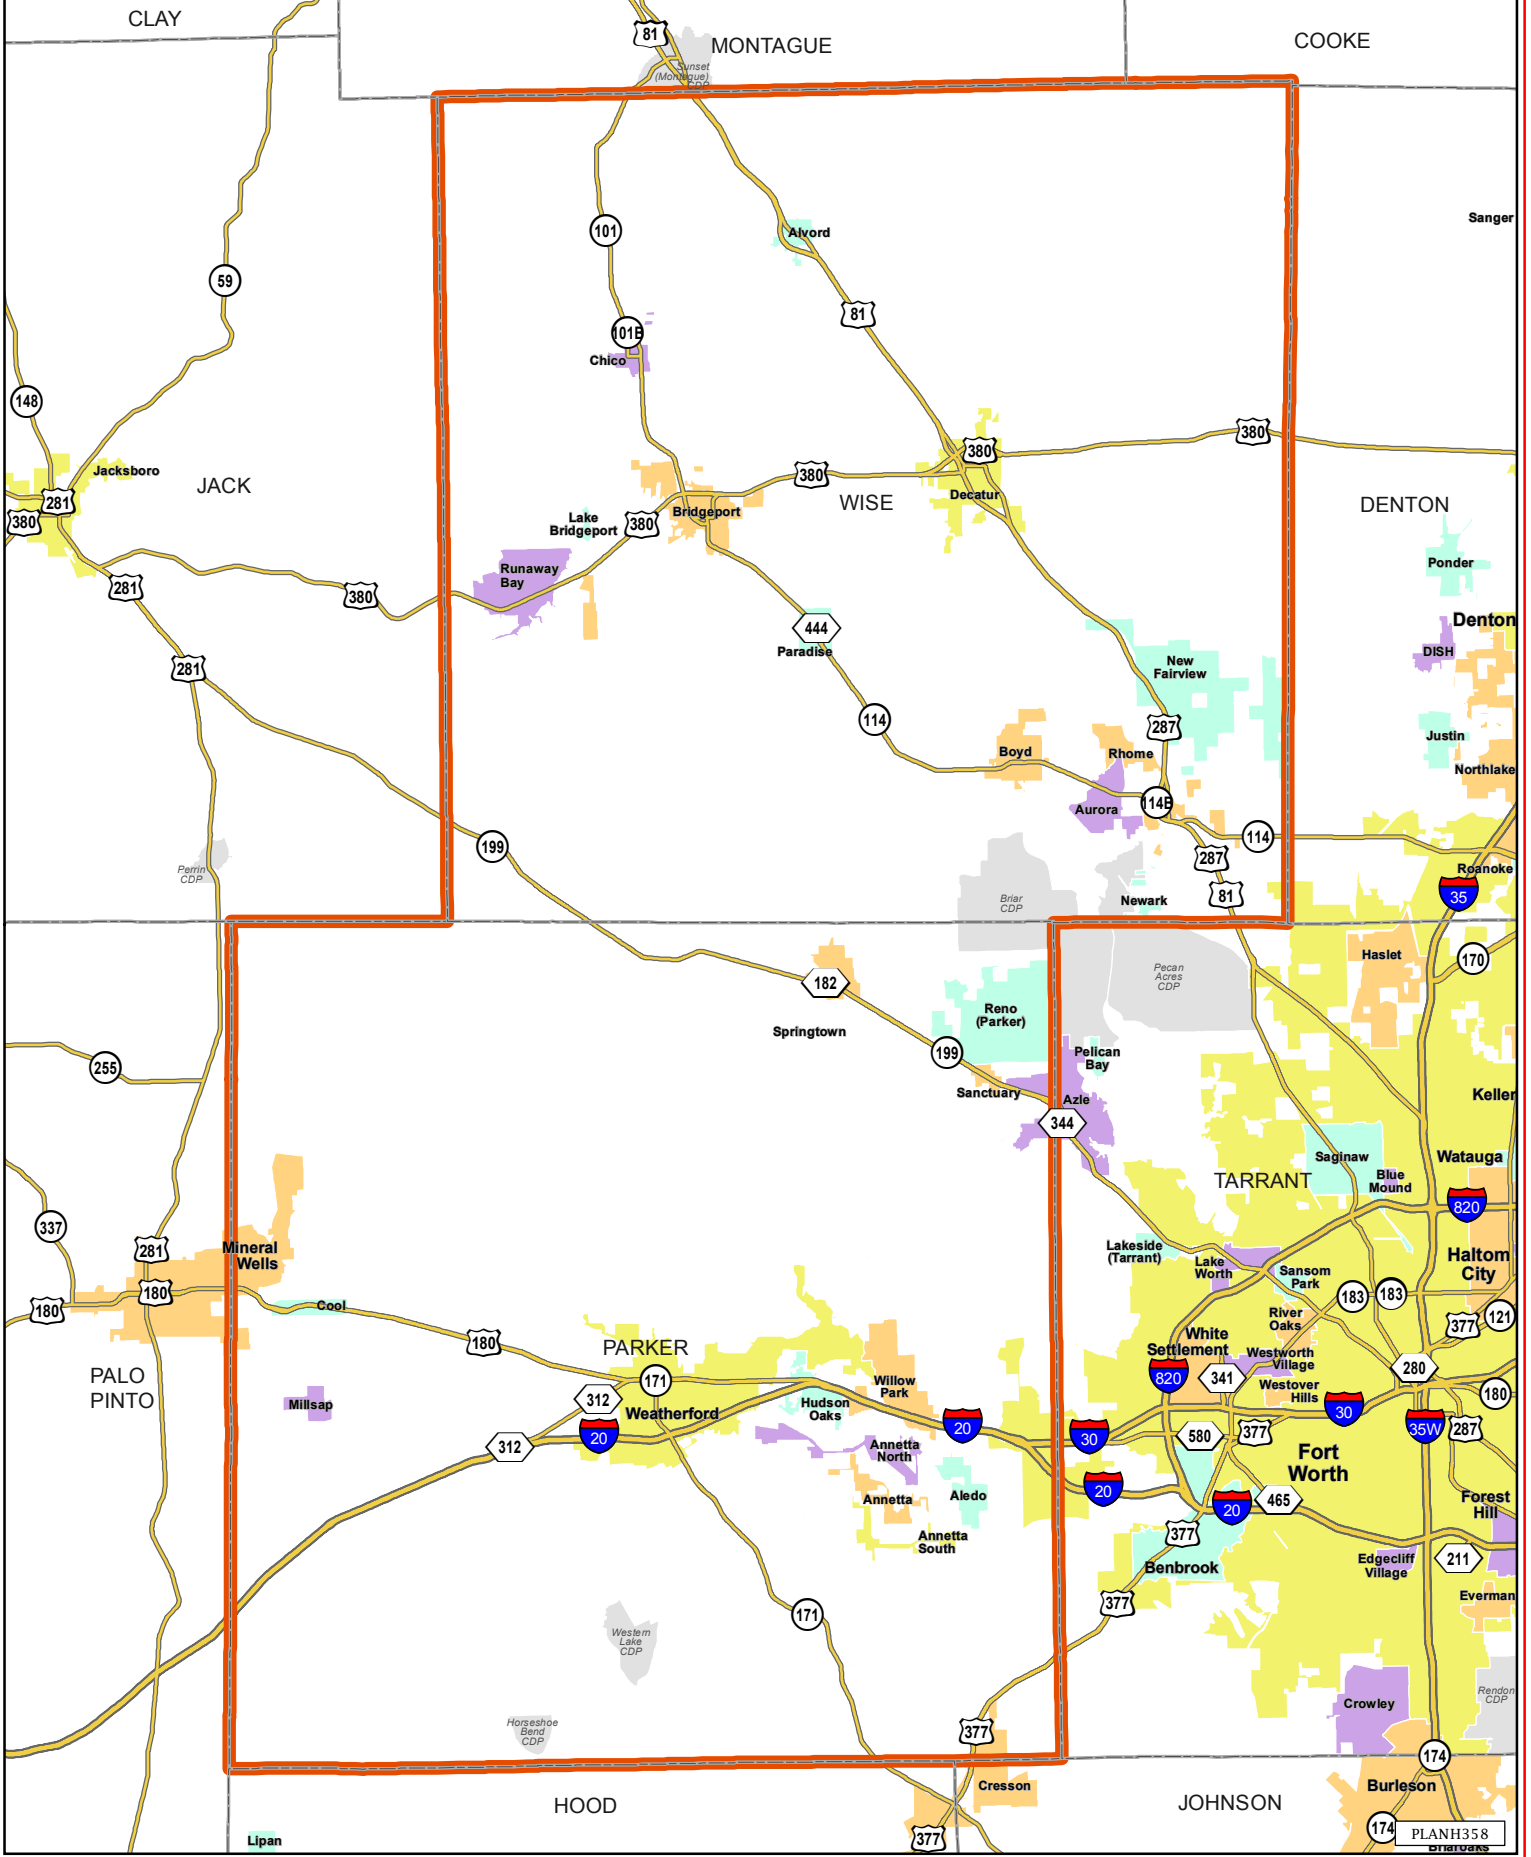 CLAY
81
MONTAGUE
COOKE
Sunset
(Montague)
CDP
Sanger
101
Alvord
59
81
101B
Chico
148
380
380
Jacksboro
JACK
281
380
WISE
Decatur
DENTON
380
Lake
Bridgeport
380
Bridgeport
Runaway
Bay
Ponder
281
380
444
Paradise
Denton
DISH
281
New
Fairview
114
287
Justin
Boyd
Rhome
Northlake
Aurora
114B
199
114
287
Perrin
CDP
Roanoke
35
81
Briar
CDP
Newark
Haslet
170
Pecan
Acres
CDP
182
Reno
(Parker)
Springtown
199
Pelican
Bay
255
Sanctuary
Azle
Keller
344
Saginaw
Watauga
TARRANT
Blue
Mound
820
337
281
Mineral
Wells
Lakeside
(Tarrant)
Lake
Worth
Haltom
City
Sansom
Park
180
180
Cool
183
183
121
River
Oaks
377
180
PARKER
White
Settlement
Westworth
Village
280
PALO
PINTO
171
Willow
Park
820
341
Westover
Hills
180
312
Millsap
Hudson
Oaks
Weatherford
20
20
30
30
580
377
35W
287
312
Annetta
North
Fort
Worth
Annetta
Aledo
20
20
465
Forest
Hill
Annetta
South
377
Benbrook
Edgecliff
Village
211
377
Everman
171
Western
Lake
CDP
Crowley
Rendon
CDP
Horseshoe
Bend
CDP
377
174
Cresson
Burleson
HOOD
JOHNSON
174
PLANH358
377
Lipan
Briaroaks